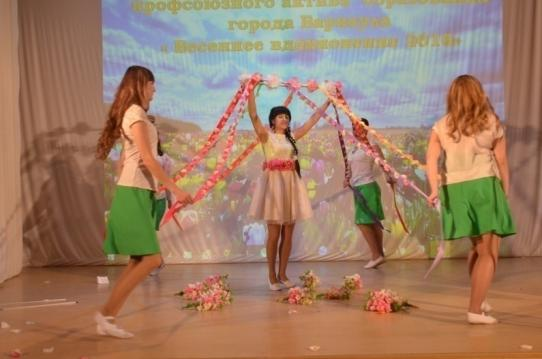 профсоюзного актива
города Барнаула
« Весеннее вдохновение 2016»